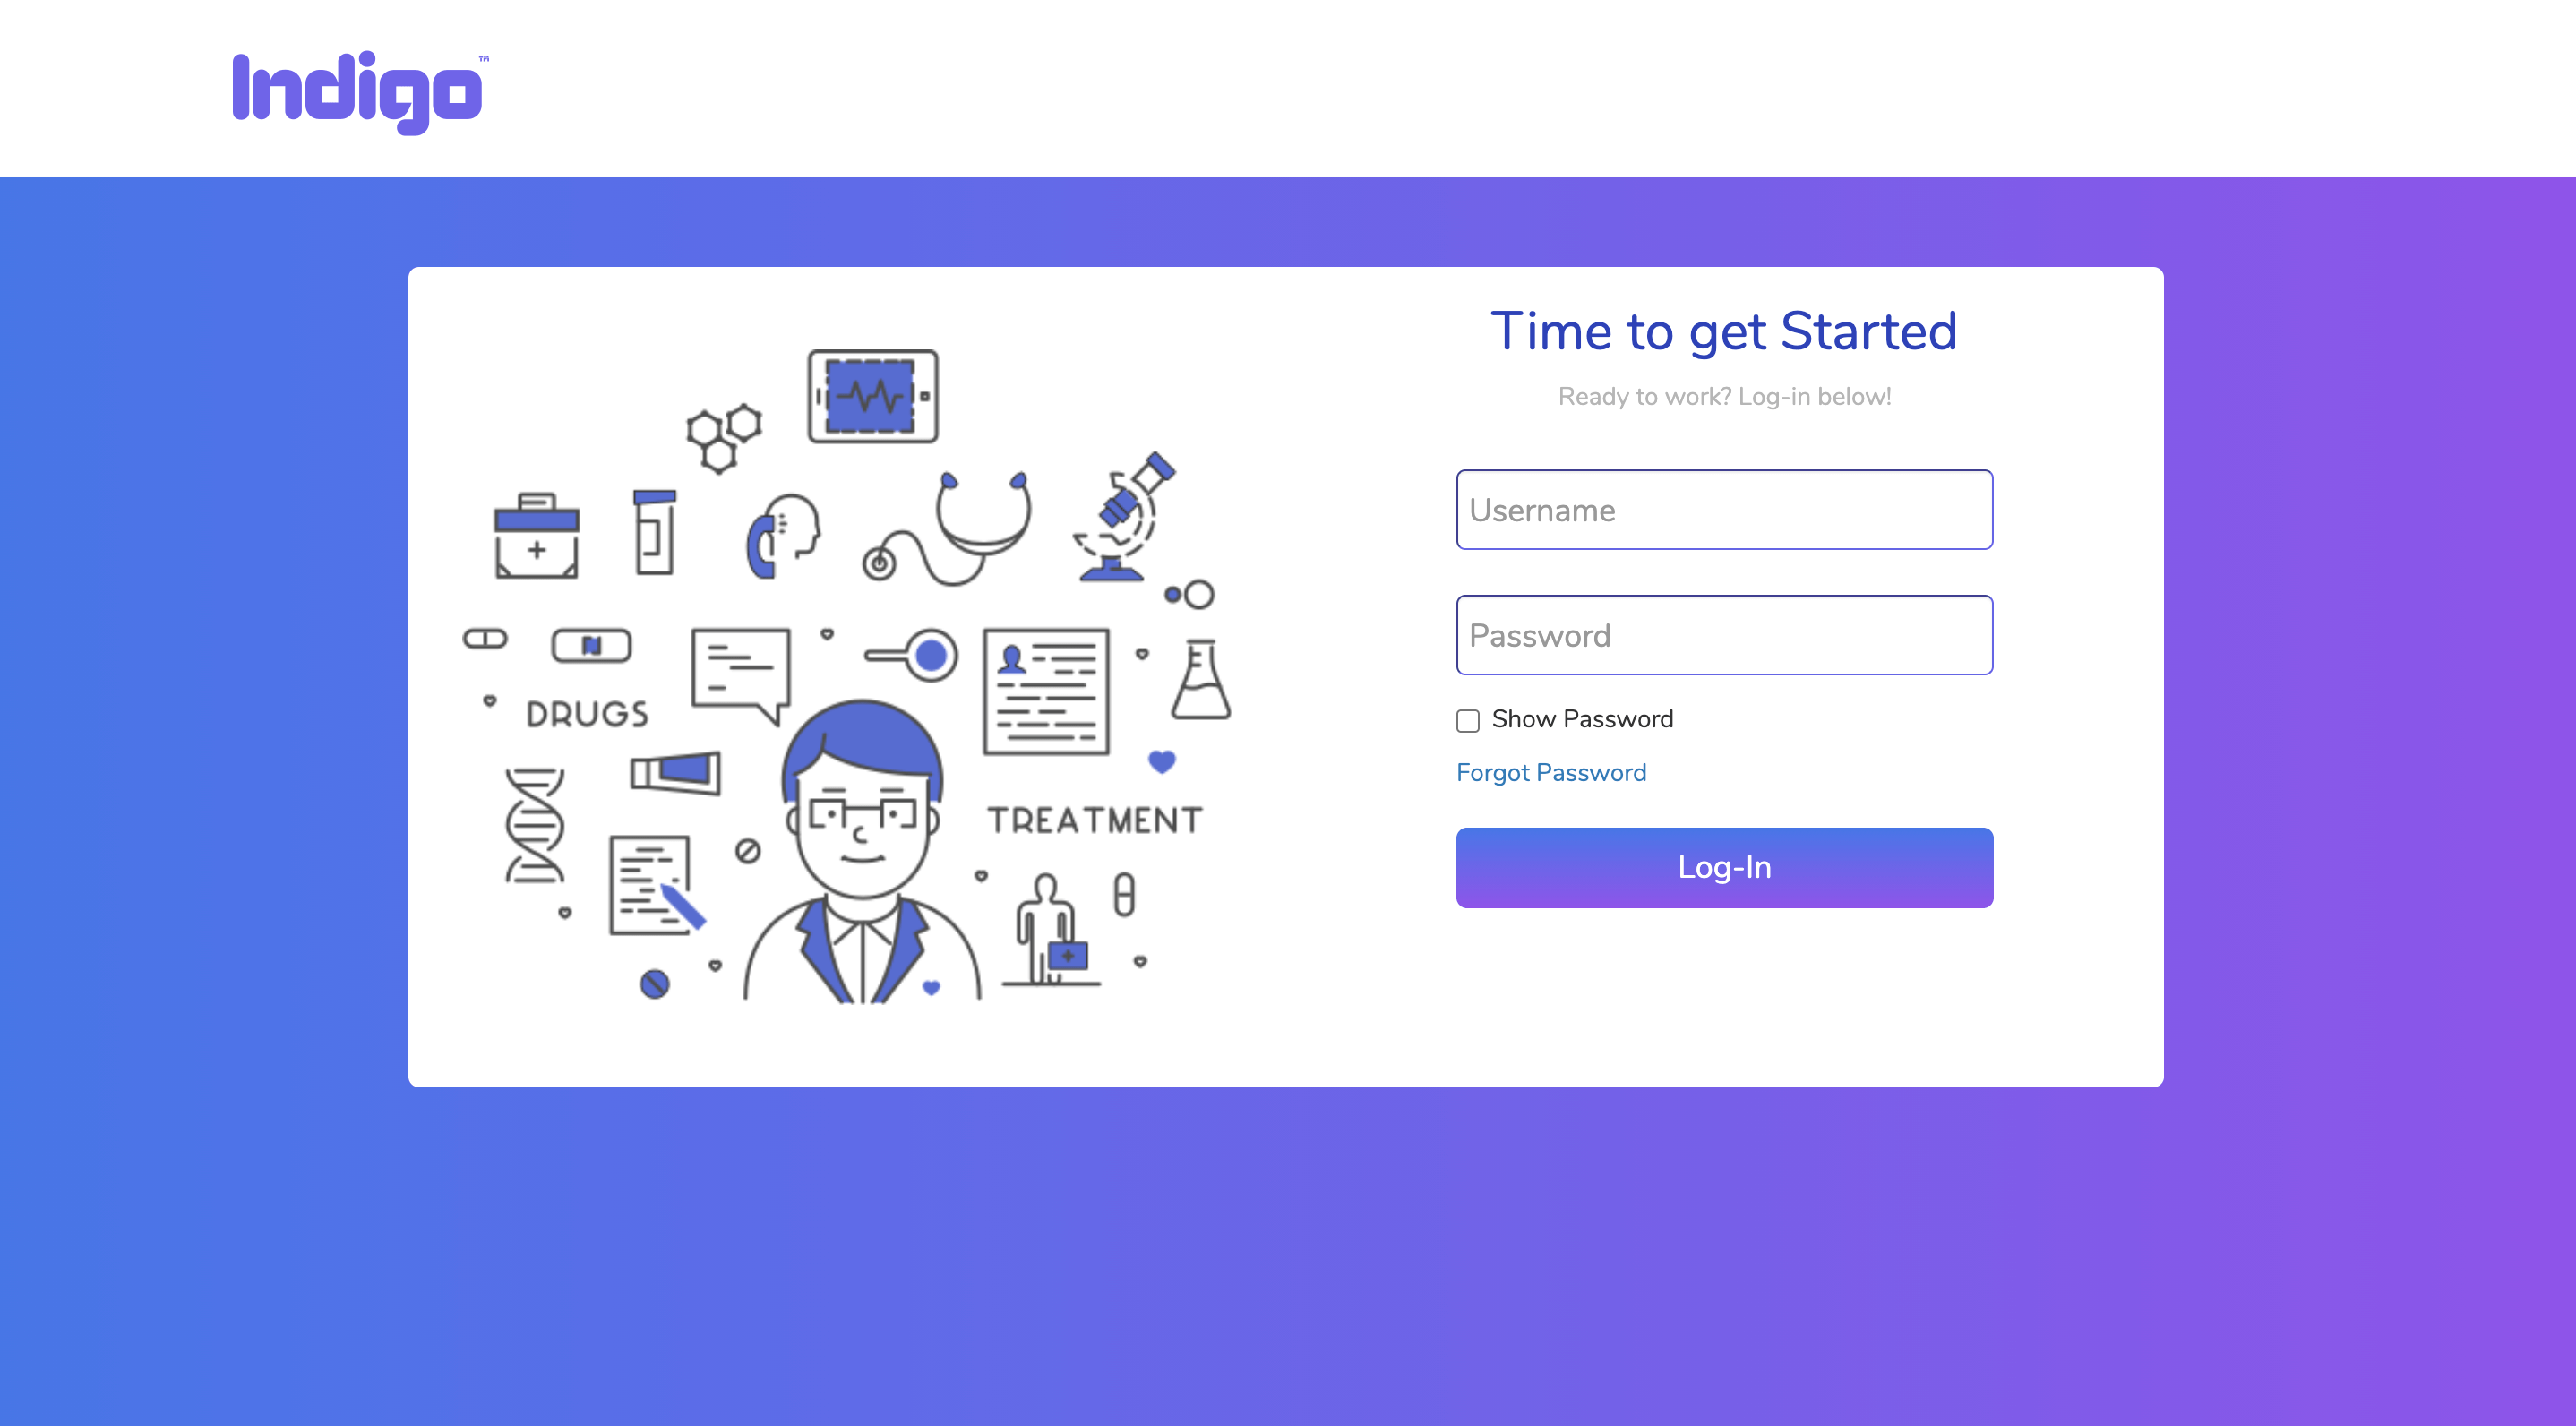 Indigo™
Time to get Started
Ready to work? Log-in below!
Username
Password
Show Password
Forgot Password
Log-In
DRUGS
TREATMENT